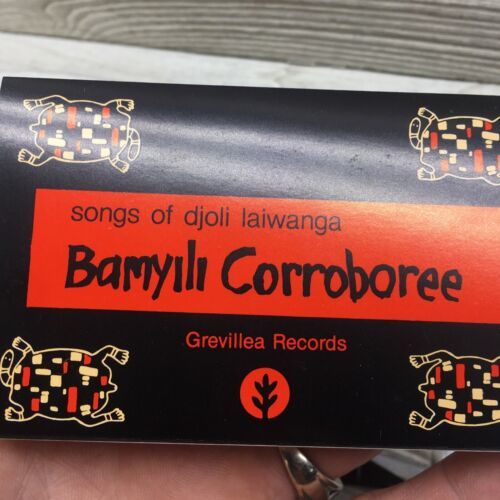 songs of djoli laiwanga
Bamyili Corroboree
Grevillea Records